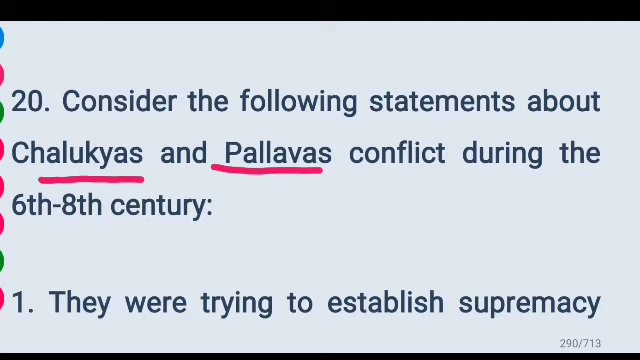 20. Consider the following statements about
Chalukyas and Pallavas conflict during the
6th-8th century:
1. They were trying to establish supremacy
290/713